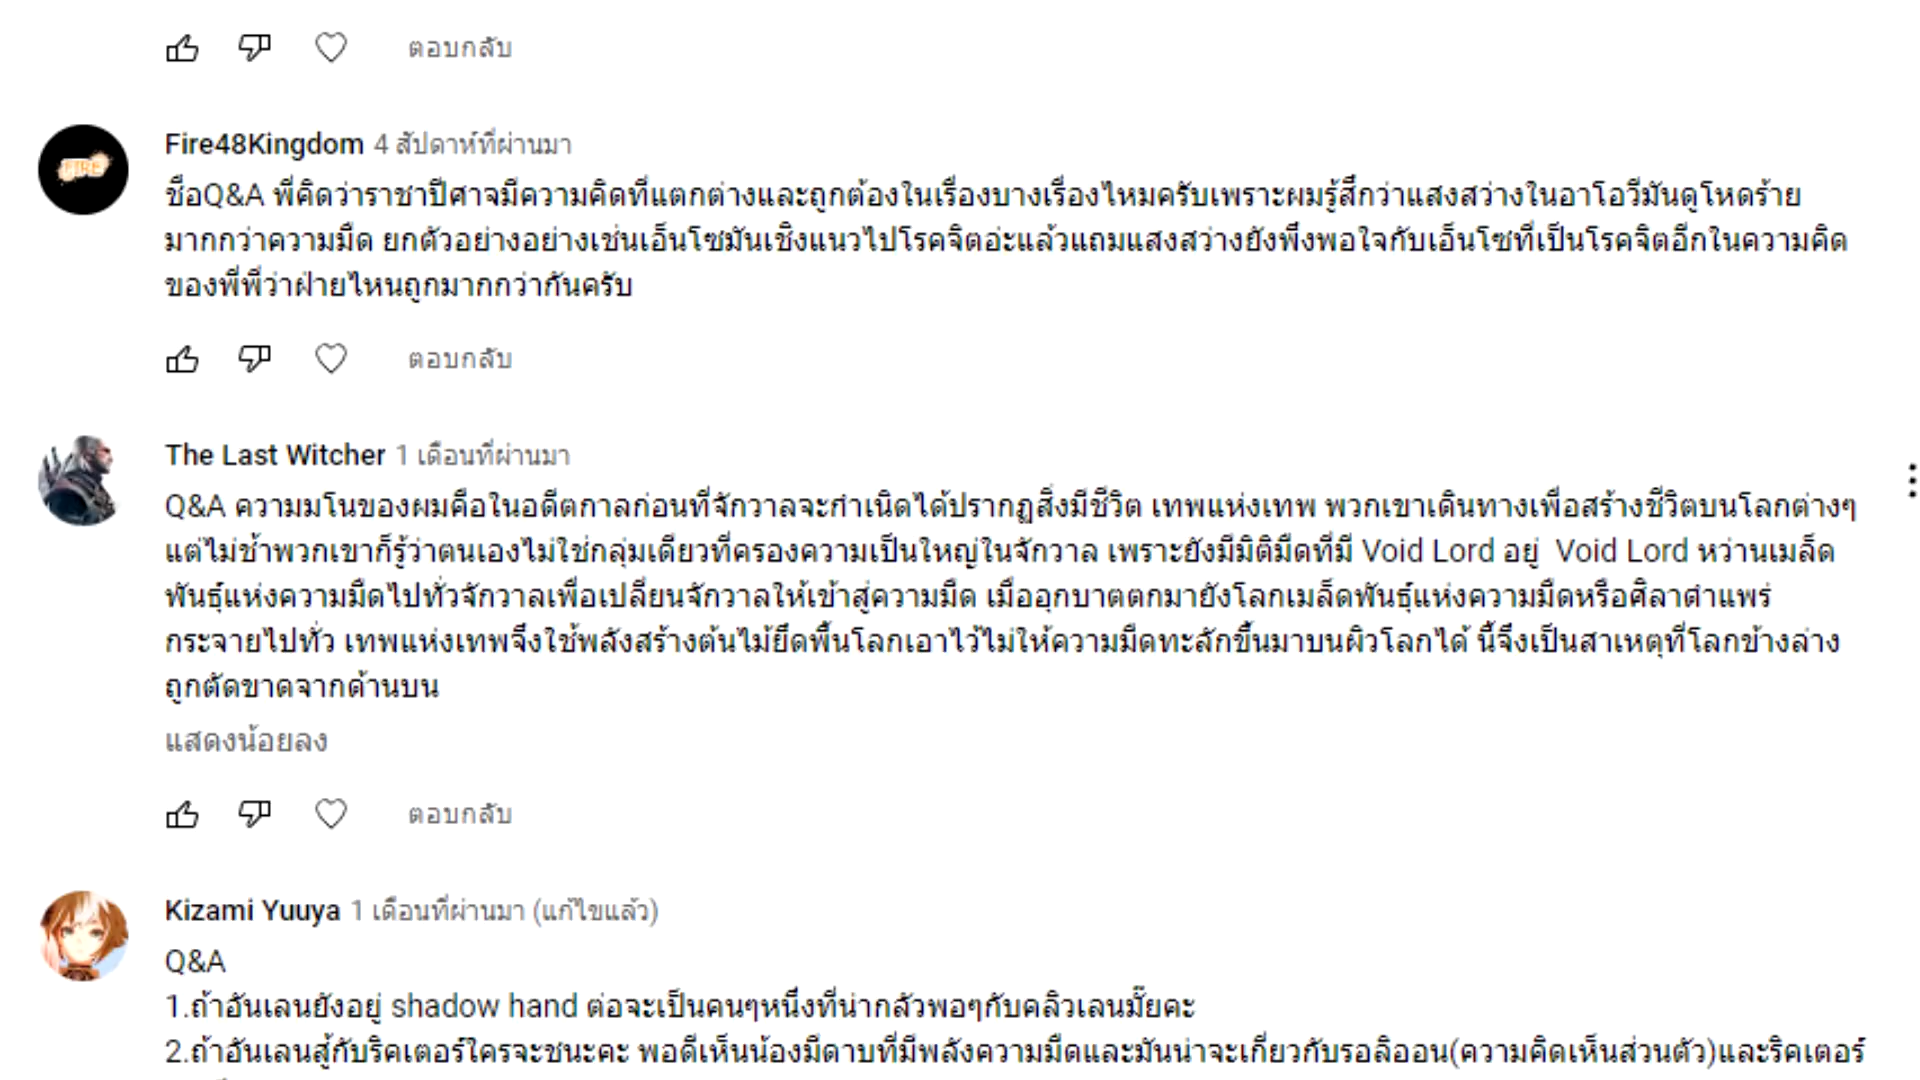 ตอบกลับ
FIRE
Fire48Kingdom 4 สัปดาห์ที่ผ่านมา
ชื่อQ&A พี่คิดว่าราชาปีศาจมีความคิดที่แตกต่างและถูกต้องในเรื่องบางเรื่องไหมครับเพราะผมรู้สึกว่าแสงสว่างในอาโอวีมันดูโหดร้าย
มากกว่าความมืด ยกตัวอย่างอย่างเช่นเอ็นโซมันเชิงแนวไปโรคจิตอ่ะแล้วแถมแสงสว่างยังพึงพอใจกับเอ็นโซที่เป็นโรคจิตอีกในความคิด
ของพี่พี่ว่าฝ่ายไหนถูกมากกว่ากันครับ
ตอบกลับ
The Last Witcher 1 เดือนที่ผ่านมา
Q&A ความมโนของผมคือในอดีตกาลก่อนที่จักวาลจะกำเนิดได้ปรากฏสิ่งมีชีวิต เทพแห่งเทพ พวกเขาเดินทางเพื่อสร้างชีวิตบนโลกต่างๆ
แต่ไม่ช้าพวกเขาก็รู้ว่าตนเองไม่ใช่กลุ่มเดียวที่ครองความเป็นใหญ่ในจักวาล เพราะยังมีมิติมืดที่มี Void Lord อยู่ Void Lord หว่านเมล็ด
พันธุ์แห่งความมืดไปทั่วจักวาลเพื่อเปลี่ยนจักวาลให้เข้าสู่ความมืด เมื่ออุกบาตตกมายังโลกเมล็ดพันธุ์แห่งความมืดหรือศิลาดำแพร่
กระจายไปทั่ว เทพแห่งเทพจึงใช้พลังสร้างต้นไม้ยึดพื้นโลกเอาไว้ไม่ให้ความมืดทะลักขึ้นมาบนผิวโลกได้ นี้จึงเป็นสาเหตุที่โลกข้างล่าง
ถูกตัดขาดจากด้านบน
แสดงน้อยลง
ตอบกลับ
Kizami Yuuya 1 เดือนที่ผ่านมา (แก้ไขแล้ว)
Q&A
1.ถ้าอันเลนยังอยู่ shadow hand ต่อจะเป็นคนๆหนึ่งที่น่ากลัวพอๆกับคลิวเลนมั๊ยคะ
2.ถ้าอันเลนสู้กับริคเตอร์ใครจะชนะคะ พอดีเห็นน้องมีดาบที่มีพลังความมืดและมันน่าจะเกี่ยวกับรอลิออน(ความคิดเห็นส่วนตัว)และริคเตอร์